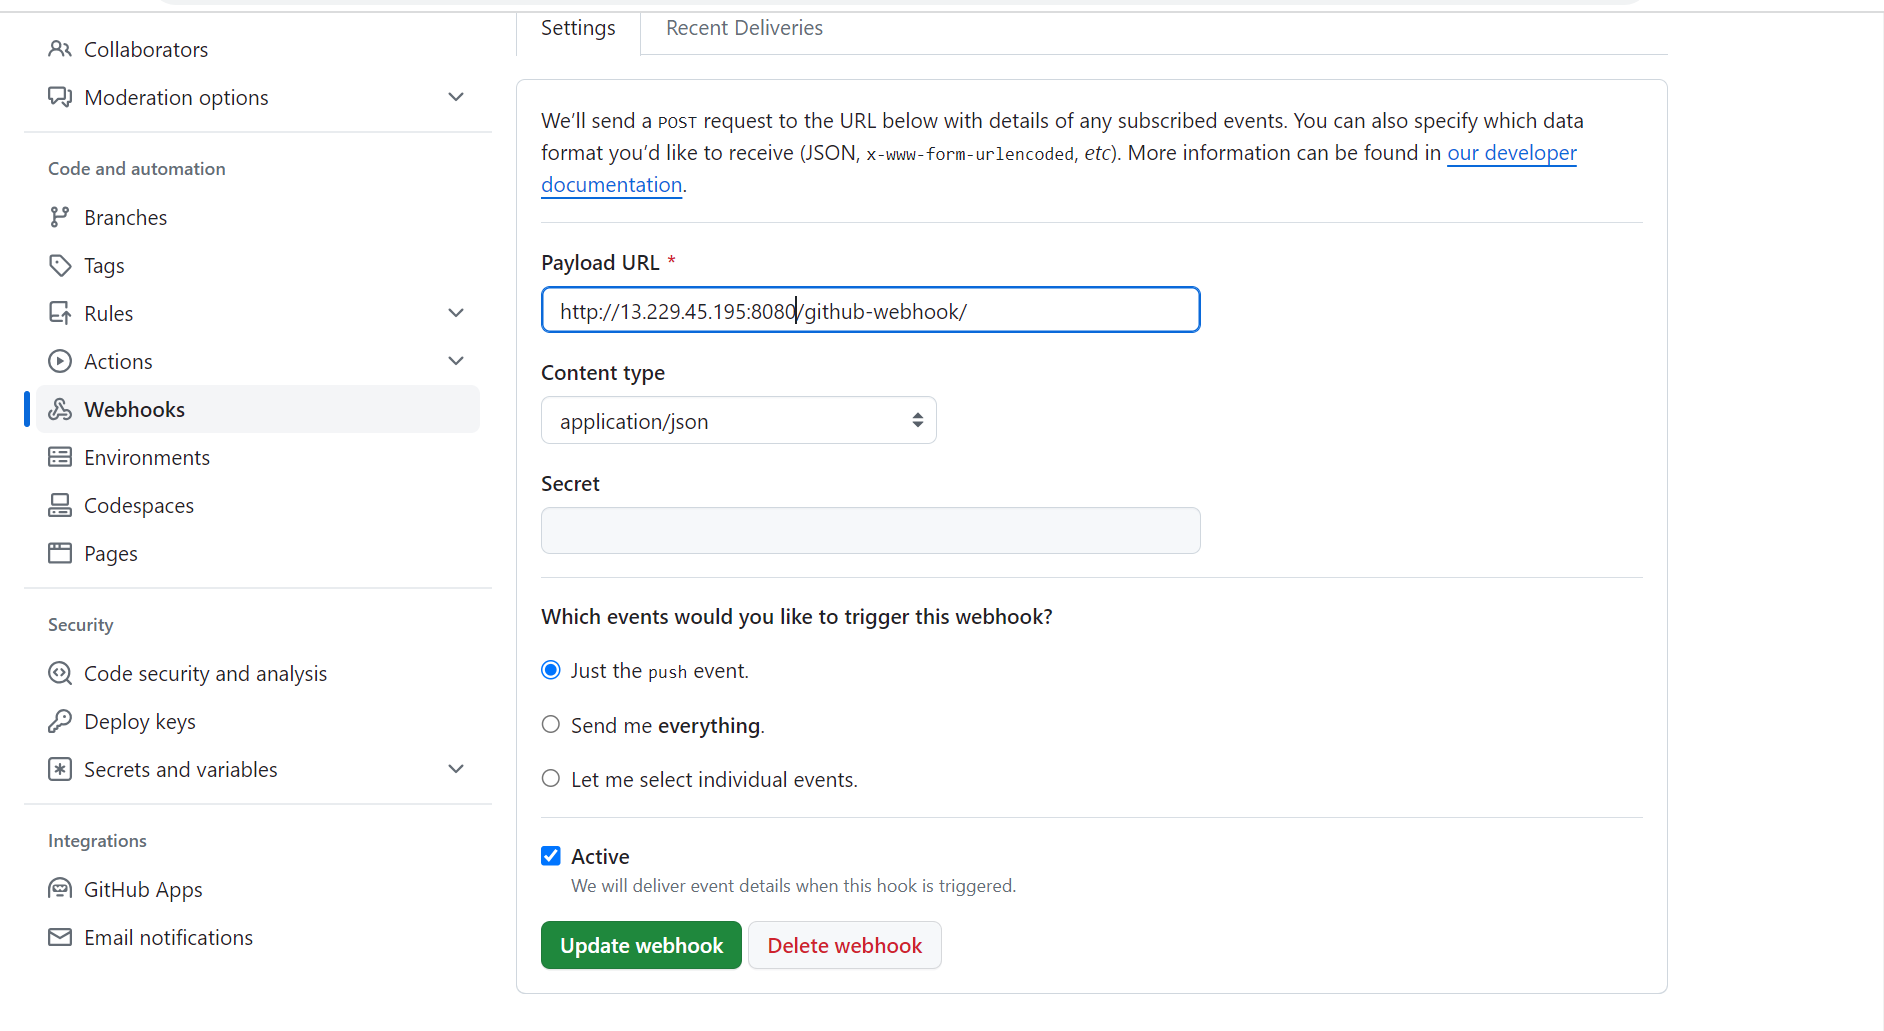 Collaborators
Moderation options
Code and automation
Branches
Tags
Rules
Actions
Webhooks
Environments
Codespaces
Pages
Security
Code security and analysis
Deploy keys
Secrets and variables
Integrations
GitHub Apps
Email notifications
Settings
Recent Deliveries
We’ll send a POST request to the URL below with details of any subscribed events. You can also specify which data
format you’d like to receive (JSON, x-www-form-urlencoded, etc). More information can be found in our developer
documentation.
Payload URL *
http://13.229.45.195:8080/github-webhook/
Content type
application/json
Secret
Which events would you like to trigger this webhook?
Just the push event.
Send me everything.
Let me select individual events.
Active
We will deliver event details when this hook is triggered.
Update webhook
Delete webhook